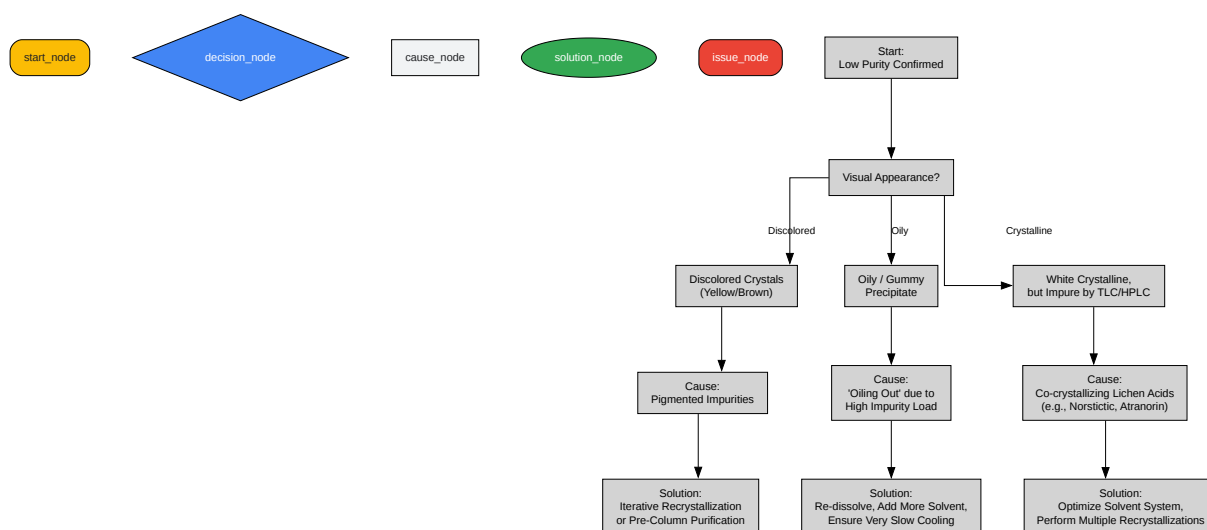 start_node
decision_node
cause_node
solution_node
issue_node
Start:
Low Purity Confirmed
Visual Appearance?
Discolored
Oily
Crystalline
Discolored Crystals
(Yellow/Brown)
Oily / Gummy
Precipitate
White Crystalline,
but Impure by TLC/HPLC
Cause:
Pigmented Impurities
Cause:
'Oiling Out' due to
High Impurity Load
Cause:
Co-crystallizing Lichen Acids
(e.g., Norstictic, Atranorin)
Solution:
Iterative Recrystallization
or Pre-Column Purification
Solution:
Re-dissolve, Add More Solvent,
Ensure Very Slow Cooling
Solution:
Optimize Solvent System,
Perform Multiple Recrystallizations